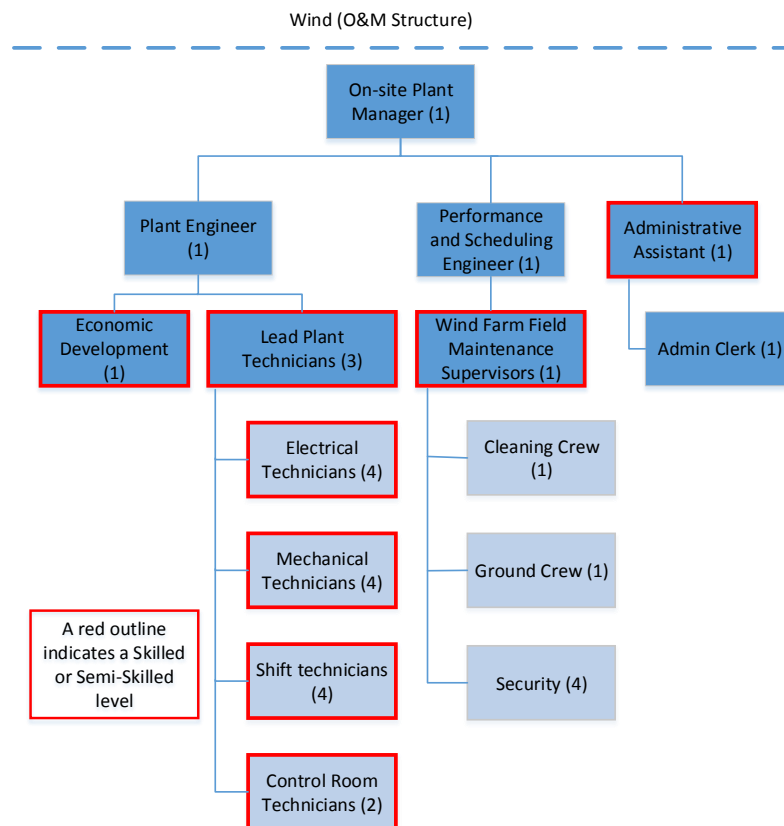 Wind (O&M Structure)
On-site Plant
Manager (1)
Plant Engineer
(1)
Performance
and Scheduling
Engineer (1)
Administrative
Assistant (1)
Economic
Development
(1)
Lead Plant
Technicians (3)
Wind Farm Field
Maintenance
Supervisors (1)
Admin Clerk (1)
Electrical
Technicians (4)
Cleaning Crew
(1)
Mechanical
Technicians (4)
Ground Crew (1)
A red outline
indicates a Skilled
or Semi-Skilled
level
Shift technicians
(4)
Security (4)
Control Room
Technicians (2)